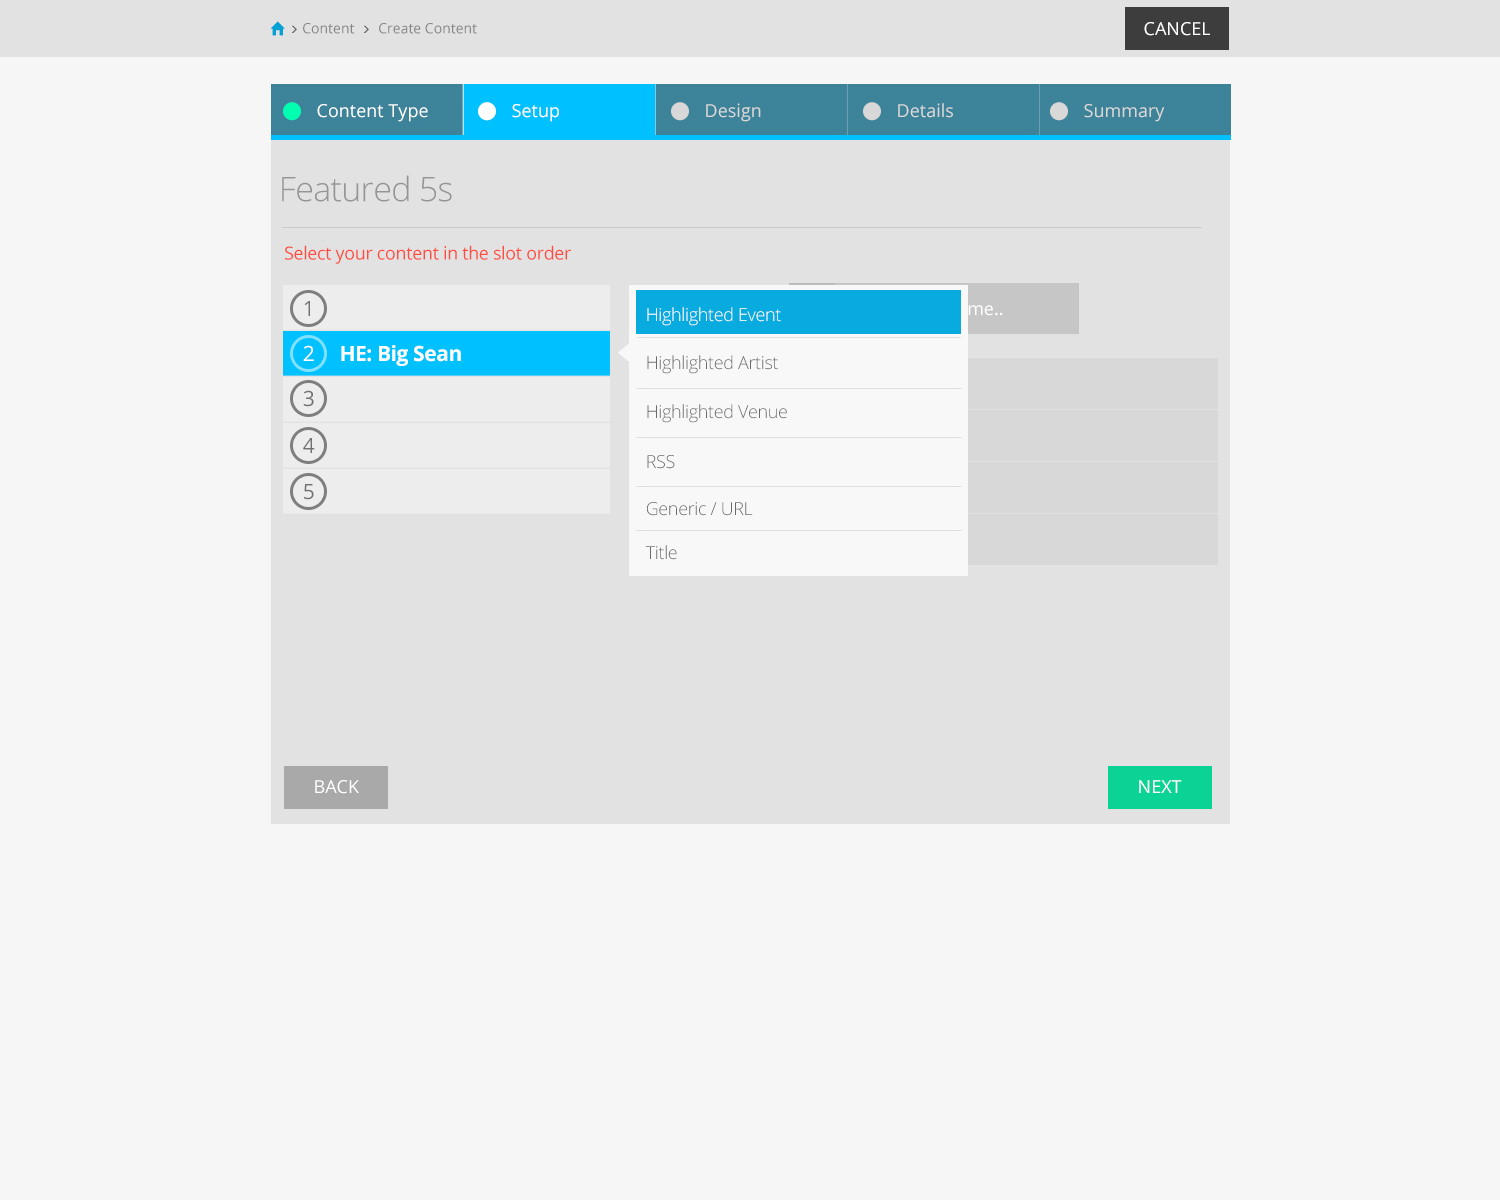 Content Create Content
CANCEL
Content Type Setup Design Details Summary
Featured 5s
Select your content in the slot order
1
2 HE: Big Sean
3
4
5
Highlighted Event
Highlighted Artist
Highlighted Venue
RSS
Generic / URL
Title
me..
BACK
NEXT